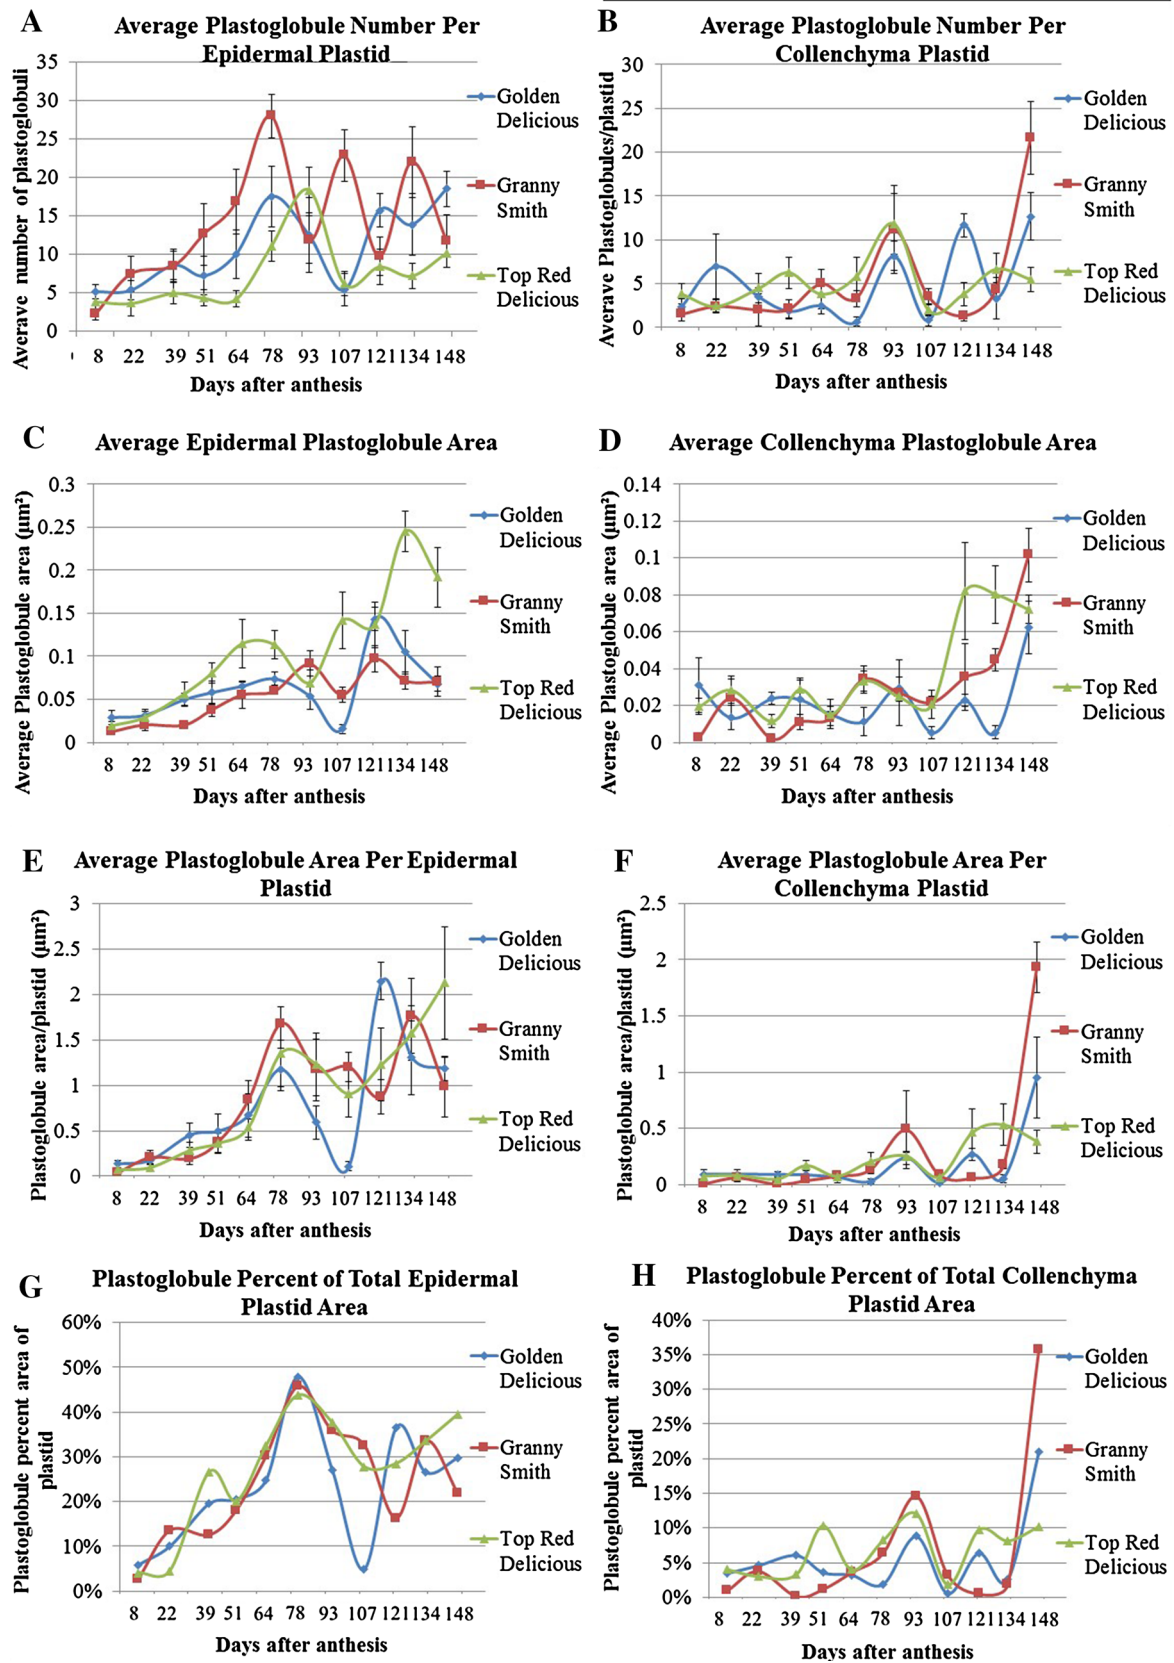 A
Average Plastoglobule Number Per
Epidermal Plastid
Averave number of plastoglobuli
35
30
25
20
15
10
5
0
8 22 39 51 64 78 93 107 121 134 148
Days after anthesis
Golden
Delicious
Granny
Smith
Top Red
Delicious
B
Average Plastoglobule Number Per
Collenchyma Plastid
Averave Plastoglobules/plastid
30
25
20
15
10
5
0
8 22 39 51 64 78 93 107 121 134 148
Days after anthesis
Golden
Delicious
Granny
Smith
Top Red
Delicious
C
Average Epidermal Plastoglobule Area
Average Plastoglobule area (µm²)
0.3
0.25
0.2
0.15
0.1
0.05
0
8 22 39 51 64 78 93 107 121 134 148
Days after anthesis
Golden
Delicious
Granny
Smith
Top Red
Delicious
D
Average Collenchyma Plastoglobule Area
Average Plastoglobule area (µm²)
0.14
0.12
0.1
0.08
0.06
0.04
0.02
0
8 22 39 51 64 78 93 107 121 134 148
Days after anthesis
Golden
Delicious
Granny
Smith
Top Red
Delicious
E
Average Plastoglobule Area Per Epidermal
Plastid
Plastoglobule area/plastid (µm²)
3
2.5
2
1.5
1
0.5
0
8 22 39 51 64 78 93 107 121 134 148
Days after anthesis
Golden
Delicious
Granny
Smith
Top Red
Delicious
F
Average Plastoglobule Area Per
Collenchyma Plastid
Plastoglobule area/plastid (µm²)
2.5
2
1.5
1
0.5
0
8 22 39 51 64 78 93 107 121 134 148
Days after anthesis
Golden
Delicious
Granny
Smith
Top Red
Delicious
G
Plastoglobule Percent of Total Epidermal
Plastid Area
Plastoglobule percent area of
plastid
60%
50%
40%
30%
20%
10%
0%
8 22 39 51 64 78 93 107 121 134 148
Days after anthesis
Golden
Delicious
Granny
Smith
Top Red
Delicious
H
Plastoglobule Percent of Total Collenchyma
Plastid Area
Plastoglobule percent area of
plastid
40%
35%
30%
25%
20%
15%
10%
5%
0%
8 22 39 51 64 78 93 107 121 134 148
Days after anthesis
Golden
Delicious
Granny
Smith
Top Red
Delicious